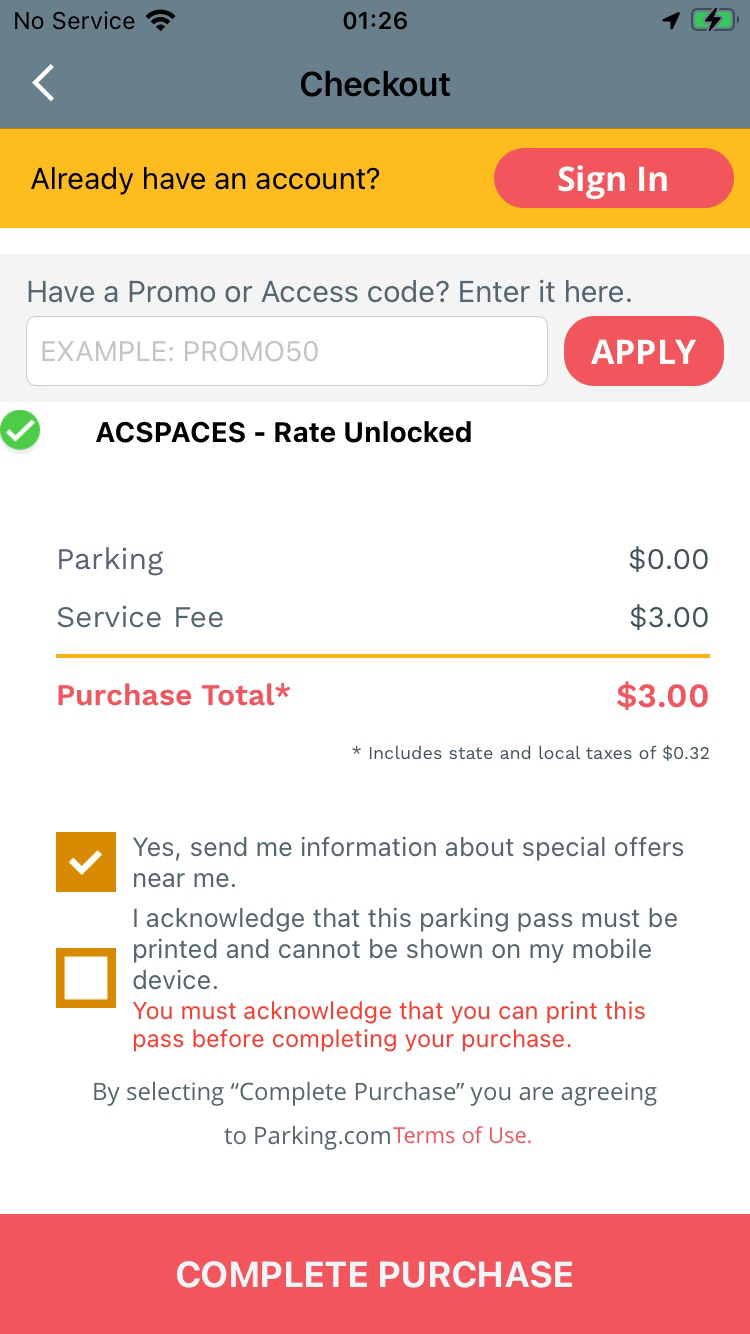 No Service
01:26
Checkout
Already have an account?
Sign In
Have a Promo or Access code? Enter it here.
EXAMPLE: PROMO50
APPLY
ACSPACES - Rate Unlocked
Parking $0.00
Service Fee $3.00
Purchase Total* $3.00
* Includes state and local taxes of $0.32
Yes, send me information about special offers
near me.
I acknowledge that this parking pass must be
printed and cannot be shown on my mobile
device.
You must acknowledge that you can print this
pass before completing your purchase.
By selecting “Complete Purchase” you are agreeing
to Parking.comTerms of Use.
COMPLETE PURCHASE